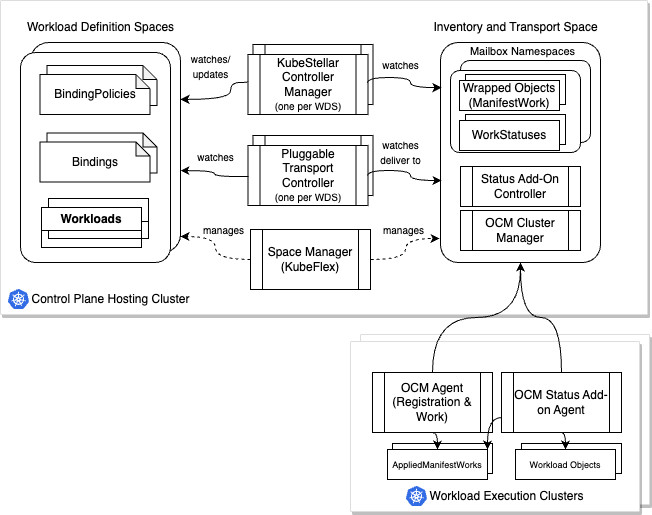 Workload Definition Spaces
Inventory and Transport Space
BindingPolicies
Bindings
Workloads
watches/
updates
KubeStellar
Controller
Manager
(one per WDS)
watches
watches
Pluggable
Transport
Controller
(one per WDS)
watches
deliver to
manages
Space Manager
(KubeFlex)
manages
Mailbox Namespaces
Wrapped Objects
(ManifestWork)
WorkStatuses
Status Add-On
Controller
OCM Cluster
Manager
Control Plane Hosting Cluster
OCM Agent
(Registration &
Work)
OCM Status Add-
on Agent
AppliedManifestWorks
Workload Objects
Workload Execution Clusters